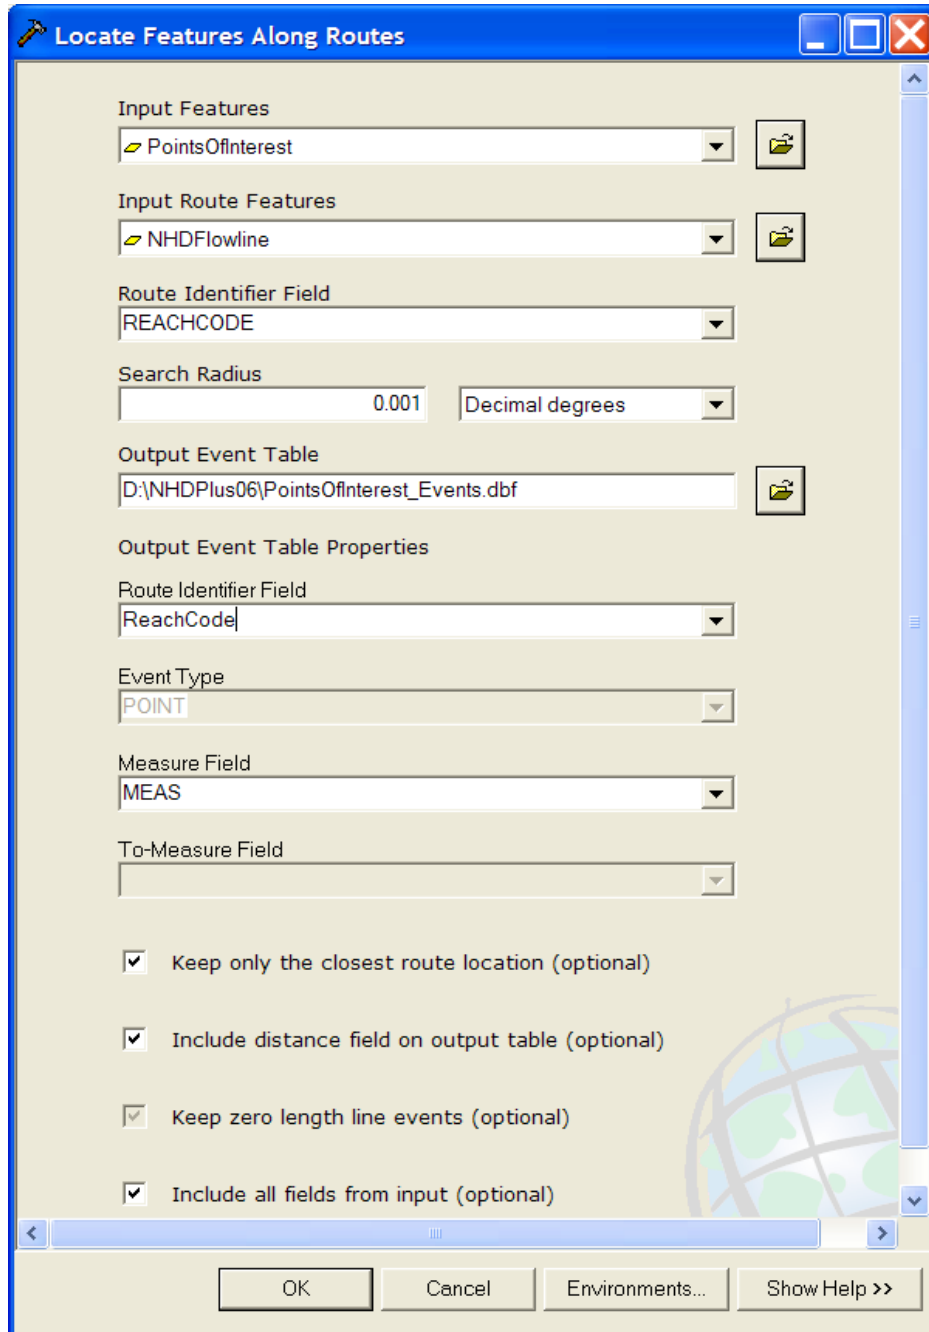 Locate Features Along Routes
Input Features
PointsOfInterest
Input Route Features
NHDFlowline
Route Identifier Field
REACHCODE
Search Radius
0.001 Decimal degrees
Output Event Table
D:\NHDPlus06\PointsOfInterest_Events.dbf
Output Event Table Properties
Route Identifier Field
ReachCode
Event Type
POINT
Measure Field
MEAS
To-Measure Field
Keep only the closest route location (optional)
Include distance field on output table (optional)
Keep zero length line events (optional)
Include all fields from input (optional)
OK Cancel Environments... Show Help >>